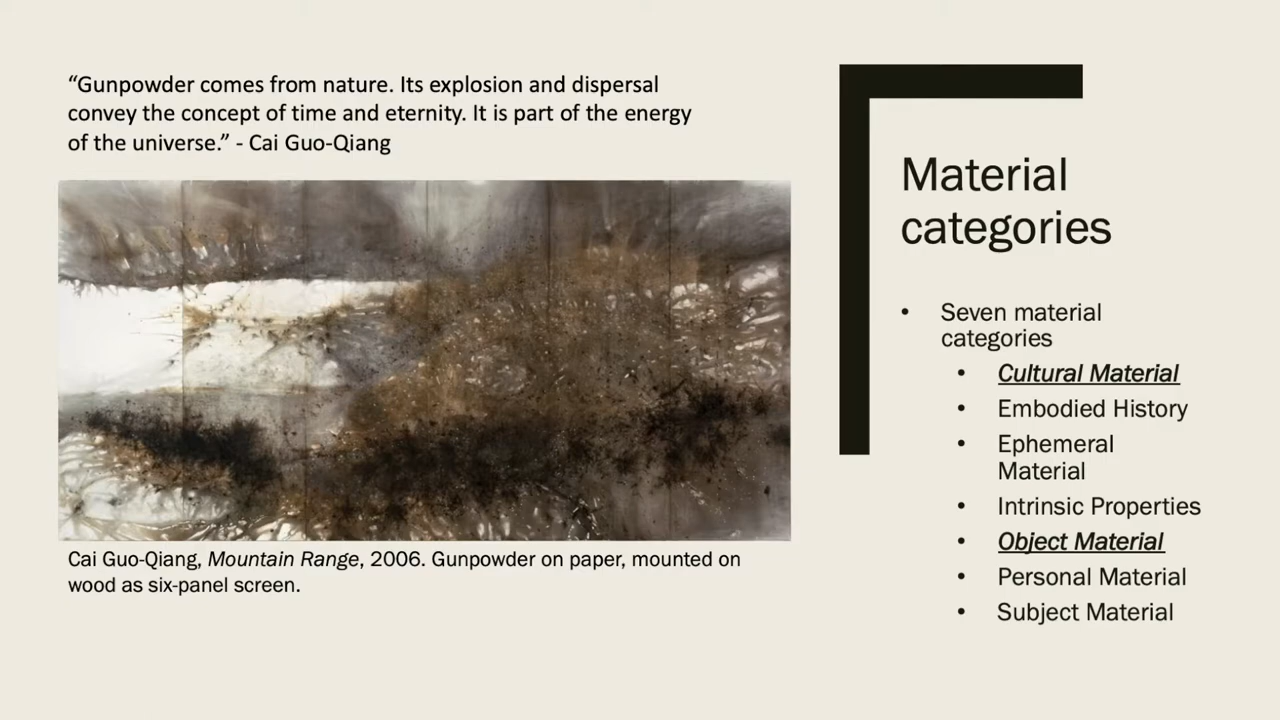 “Gunpowder comes from nature. Its explosion and dispersal
convey the concept of time and eternity. It is part of the energy
of the universe.” - Cai Guo-Qiang
Cai Guo-Qiang, Mountain Range, 2006. Gunpowder on paper, mounted on
wood as six-panel screen.
Material
categories
• Seven material
categories
• Cultural Material
• Embodied History
• Ephemeral
Material
• Intrinsic Properties
• Object Material
• Personal Material
• Subject Material